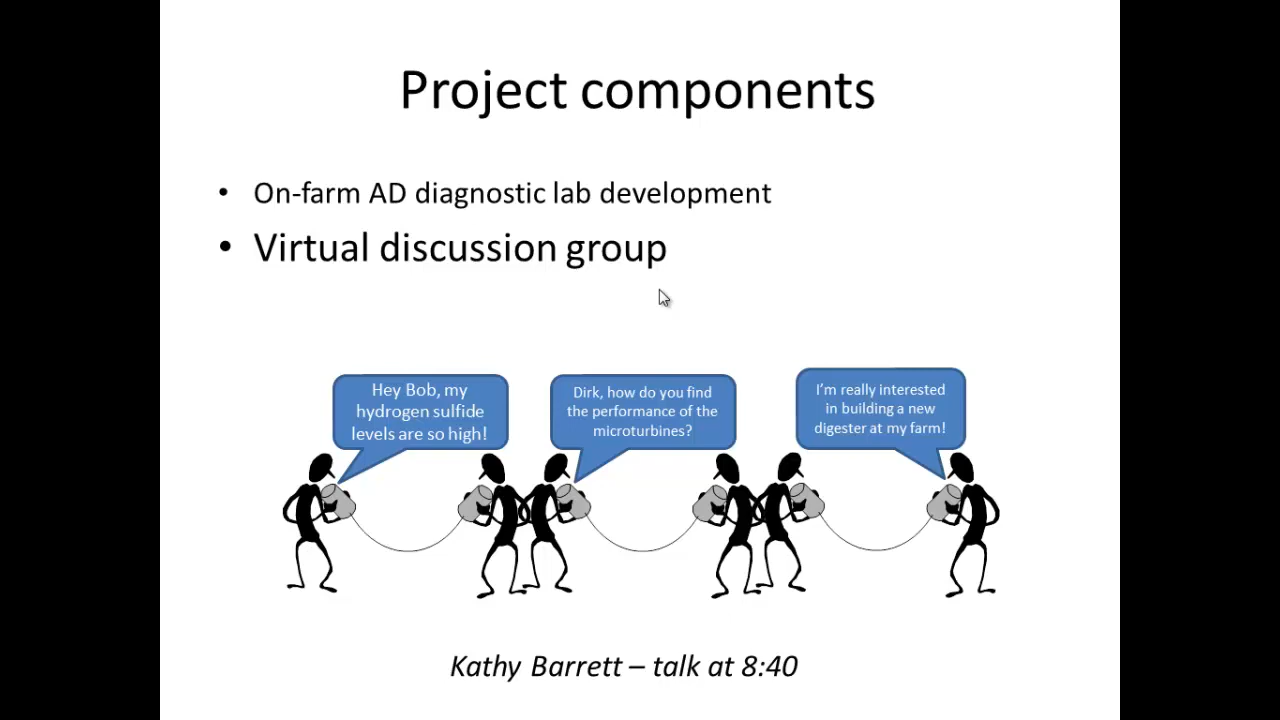 Project components
• On-farm AD diagnostic lab development
• Virtual discussion group
Hey Bob, my
hydrogen sulfide
levels are so high!
Dirk, how do you find
the performance of the
microturbines?
I'm really interested
in building a new
digester at my farm!
Kathy Barrett – talk at 8:40